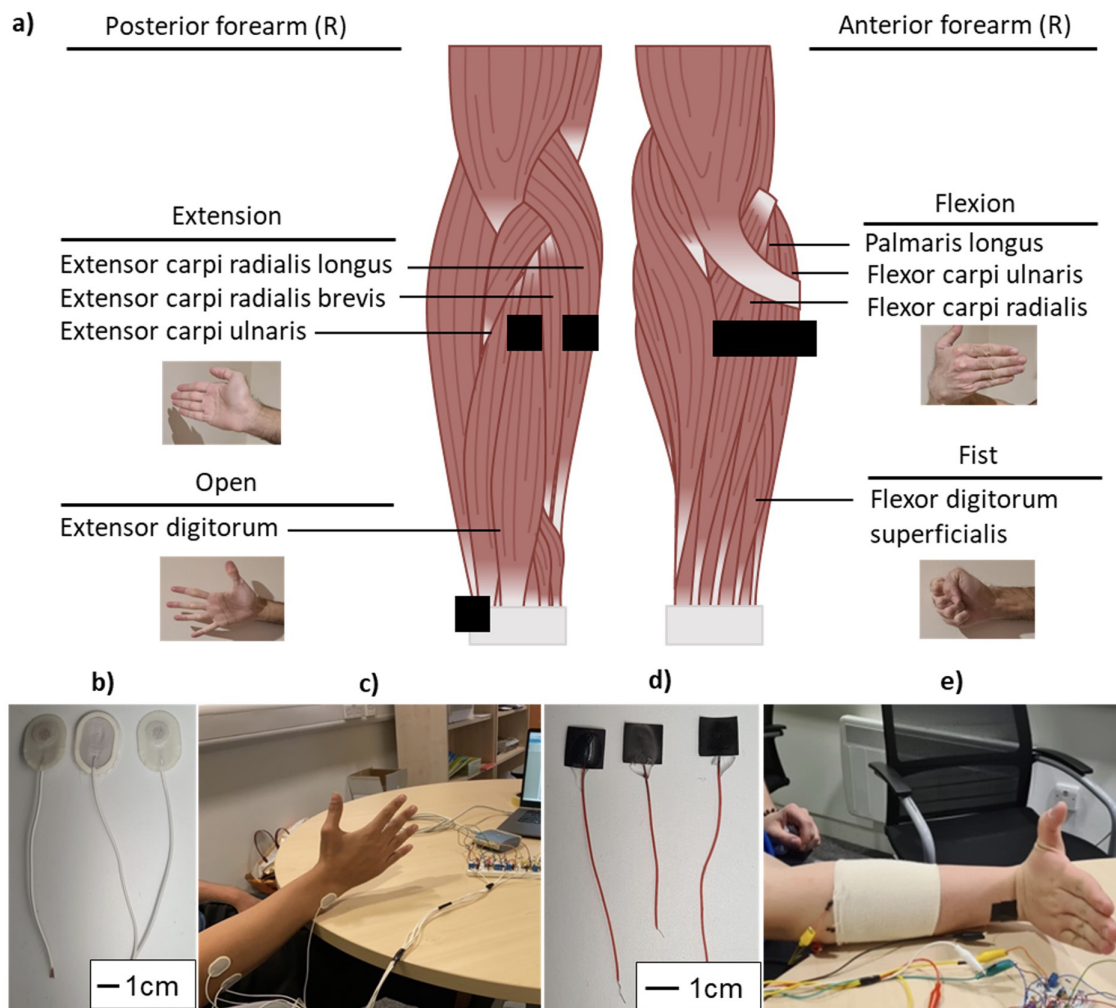 a)
Posterior forearm (R)
Anterior forearm (R)
Extension
Extensor carpi radialis longus
Extensor carpi radialis brevis
Extensor carpi ulnaris
Open
Extensor digitorum
Flexion
Palmaris longus
Flexor carpi ulnaris
Flexor carpi radialis
Fist
Flexor digitorum
superficialis
b)
c)
d)
e)
1cm
1cm